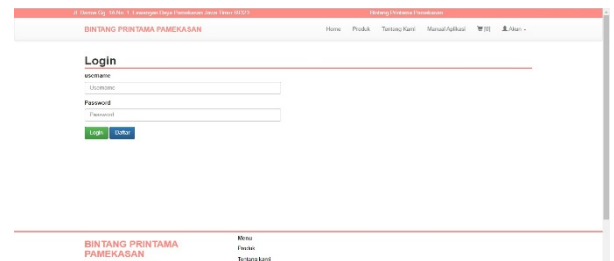 Bintang Printama Pamekasan
BINTANG PRINTAMA PAMEKASAN
Home Produk Tentang Kami Manual Aplikasi [0] Akun
Login
username
Username
Password
Password
Login Daftar
BINTANG PRINTAMA
PAMEKASAN
Menu
Produk
Tentang kami